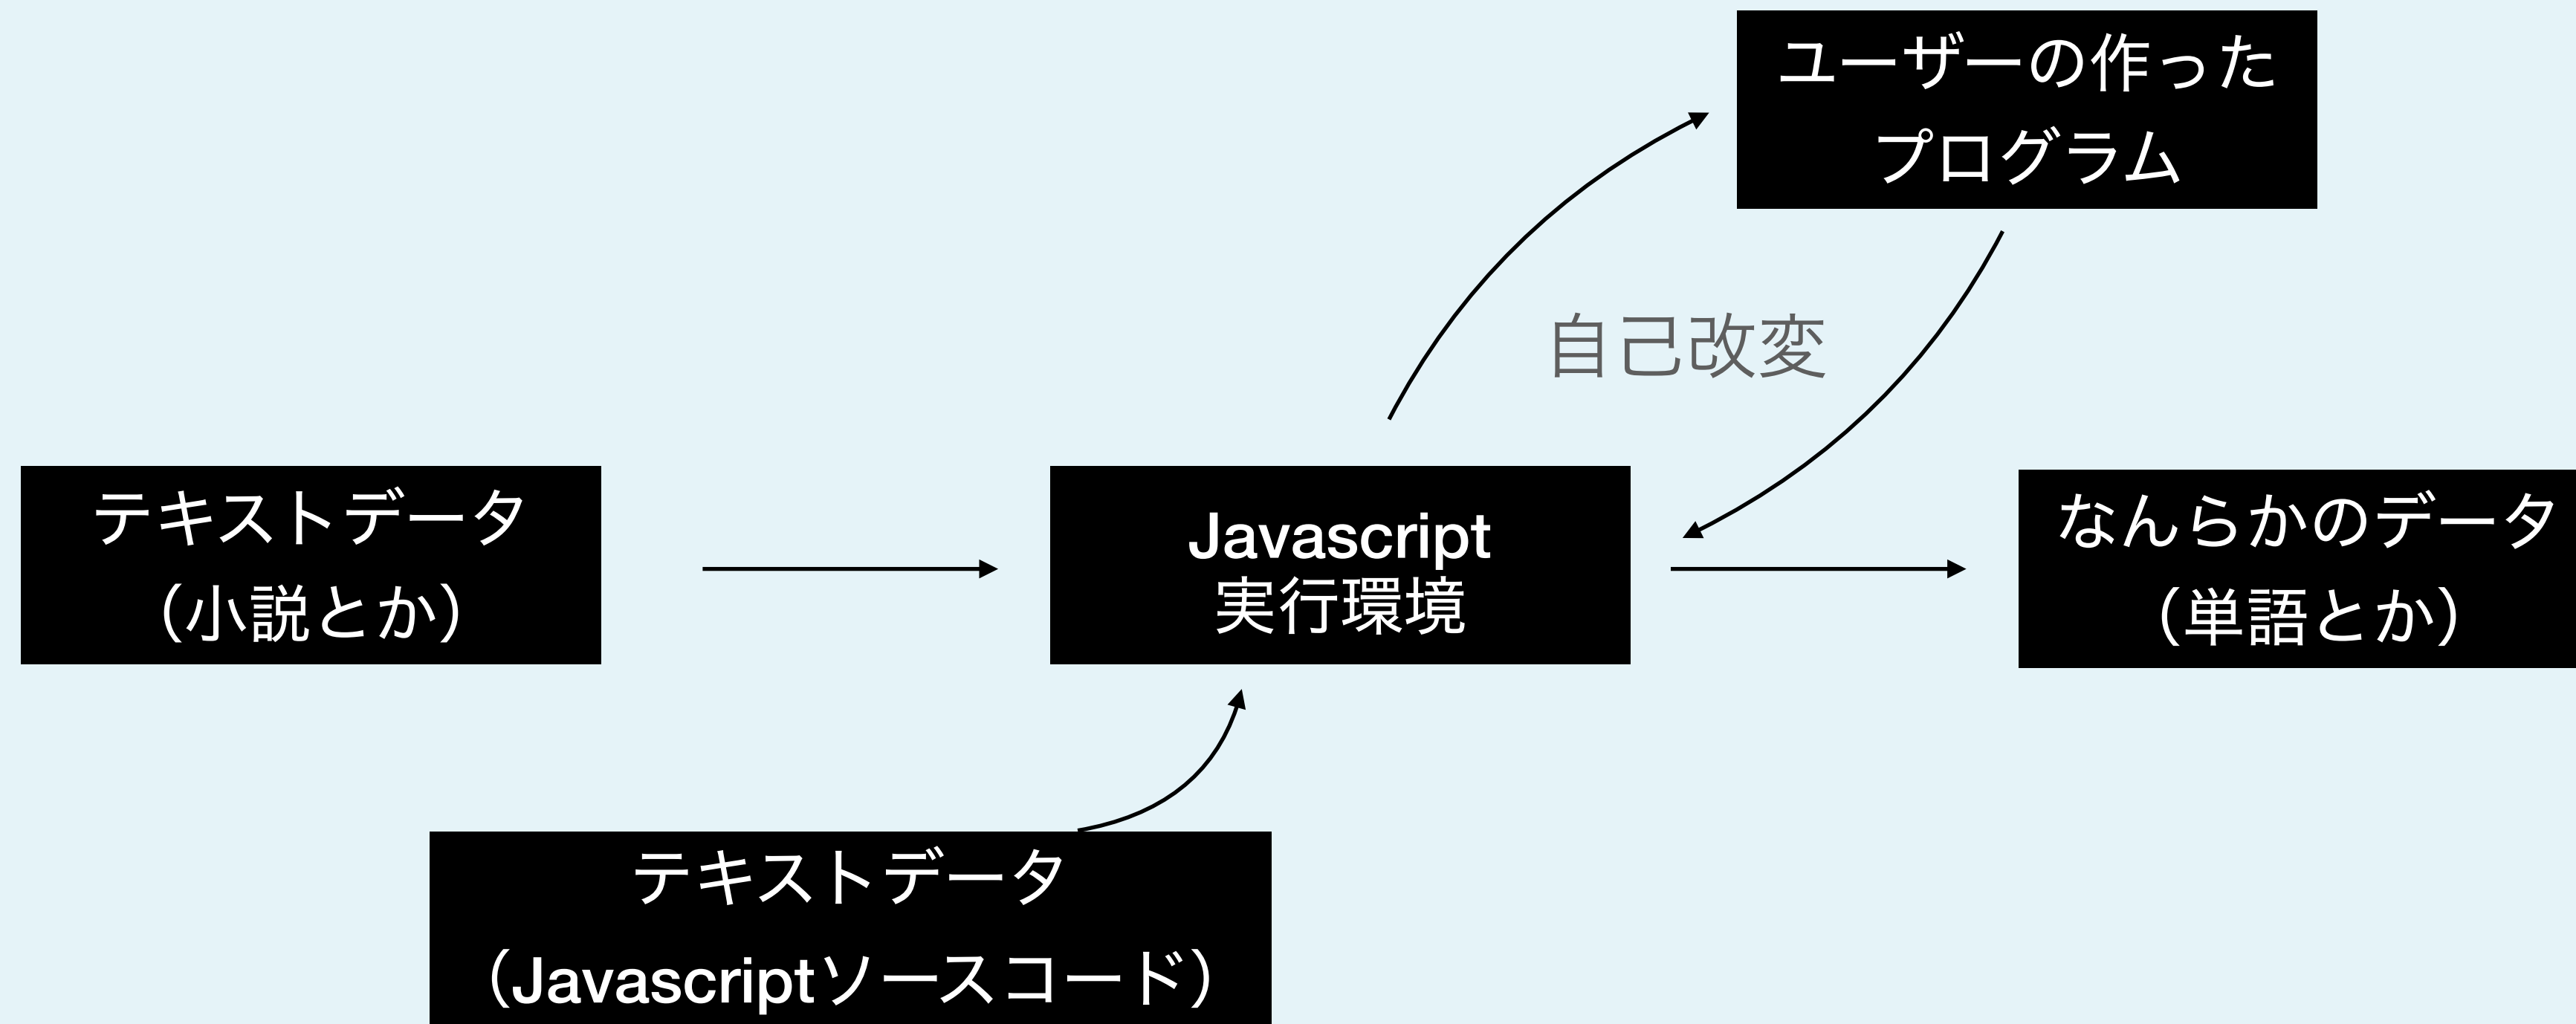 ユーザーの作った
プログラム
自己改変
テキストデータ
（小説とか）
Javascript
実行環境
なんらかのデータ
（単語とか）
テキストデータ
（Javascriptソースコード）